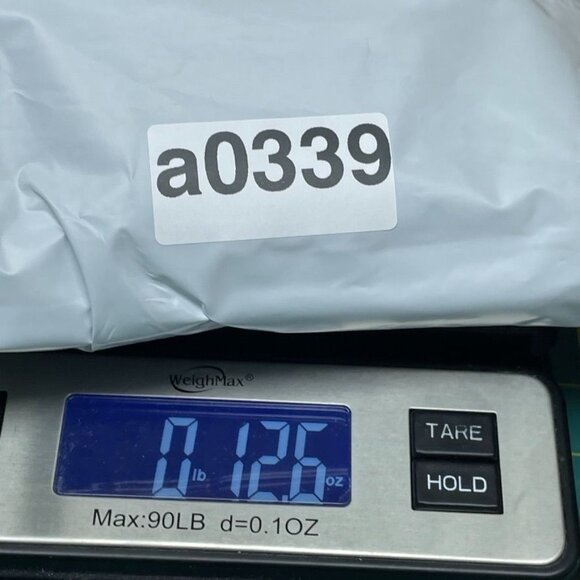 a0339
WeighMax®
0 lb 12.6 oz
TARE
HOLD
Max:90LB d=0.1OZ